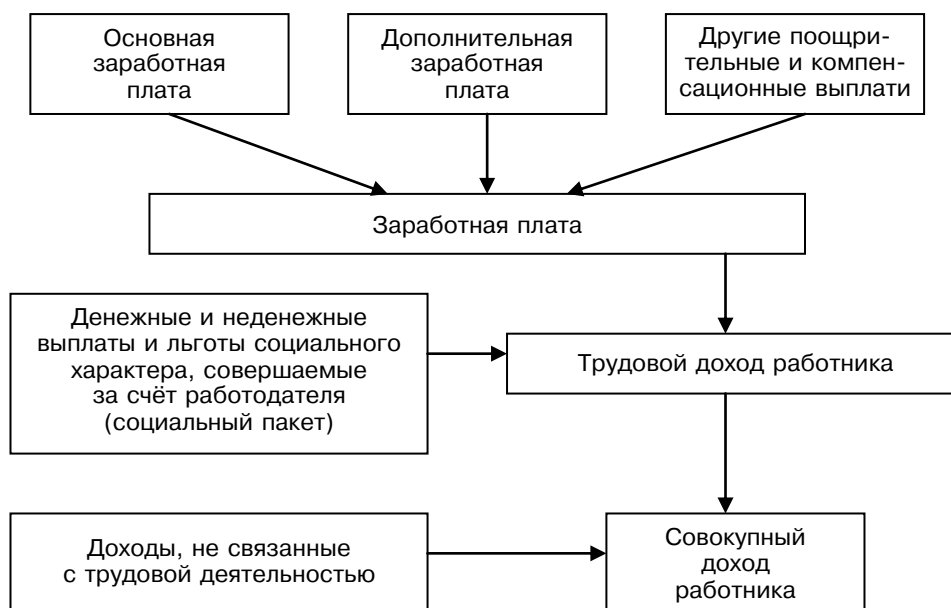 Основная
заработная
плата
Дополнительная
заработная
плата
Другие поощри-
тельные и компен-
сационные выплати
Заработная плата
Денежные и неденежные
выплаты и льготы социального
характера, совершаемые
за счёт работодателя
(социальный пакет)
Трудовой доход работника
Доходы, не связанные
с трудовой деятельностью
Совокупный
доход
работника